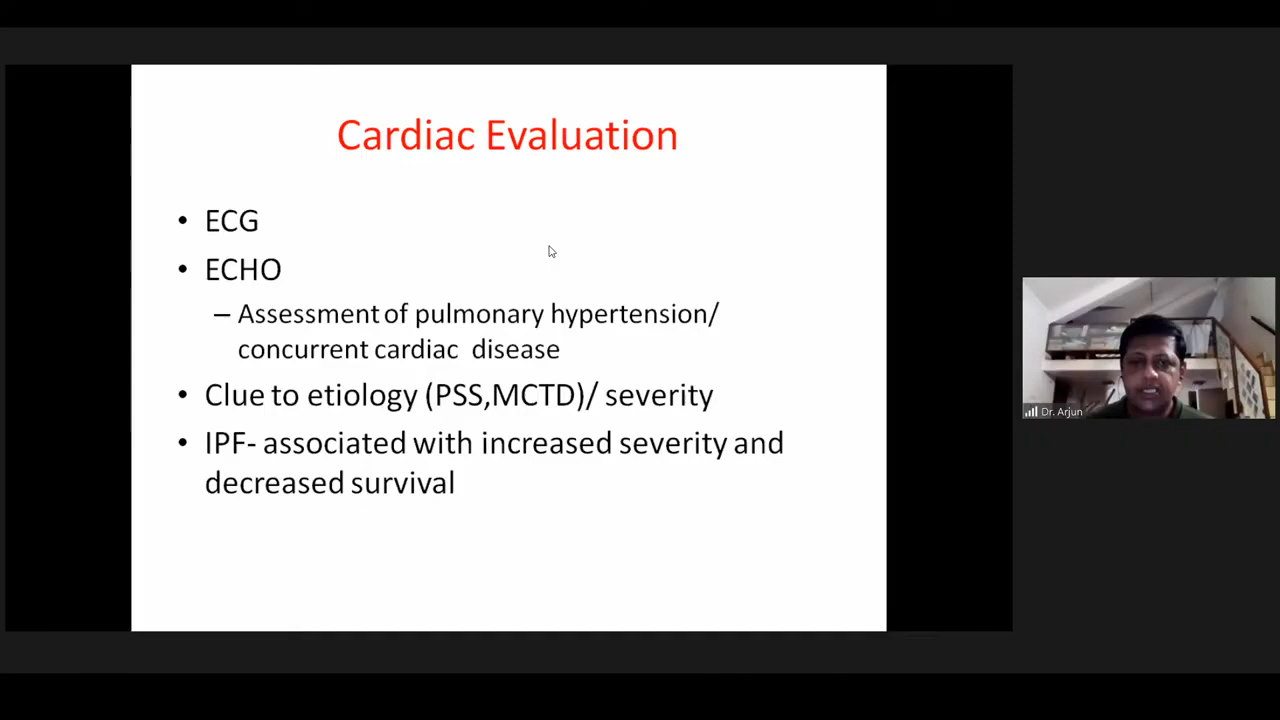 Cardiac Evaluation
• ECG
• ECHO
– Assessment of pulmonary hypertension/
concurrent cardiac disease
• Clue to etiology (PSS,MCTD)/ severity
• IPF- associated with increased severity and
decreased survival
Dr. Arjun